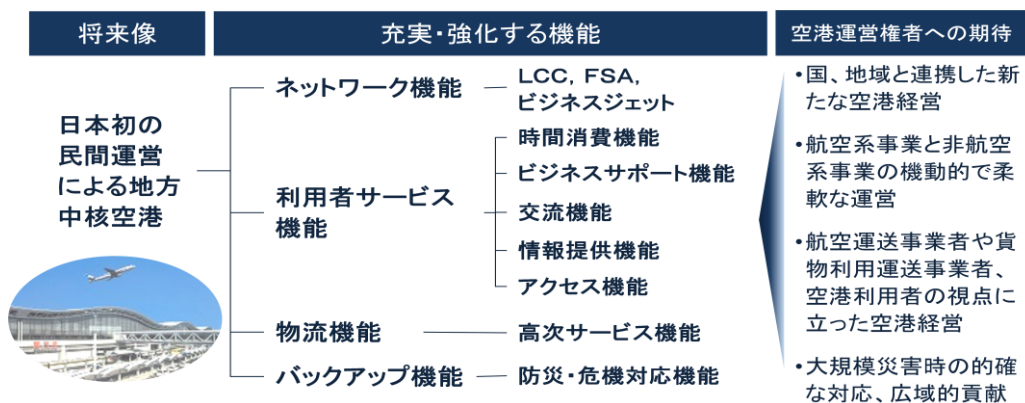 将来像
充実・強化する機能
空港運営権者への期待
日本初の
民間運営
による地方
中核空港
ネットワーク機能
LCC, FSA,
ビジネスジェット
利用者サービス
機能
時間消費機能
ビジネスサポート機能
交流機能
情報提供機能
アクセス機能
物流機能
高次サービス機能
バックアップ機能
防災・危機対応機能
•国、地域と連携した新
たな空港経営
•航空系事業と非航空
系事業の機動的で柔
軟な運営
•航空運送事業者や貨
物利用運送事業者、
空港利用者の視点に
立った空港経営
•大規模災害時の的確
な対応、広域的貢献